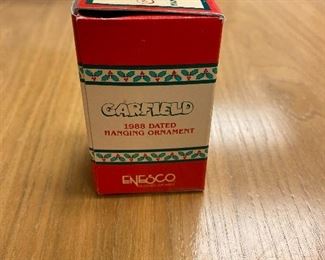 GARFIELD
1988 DATED
HANGING ORNAMENT
ENESCO